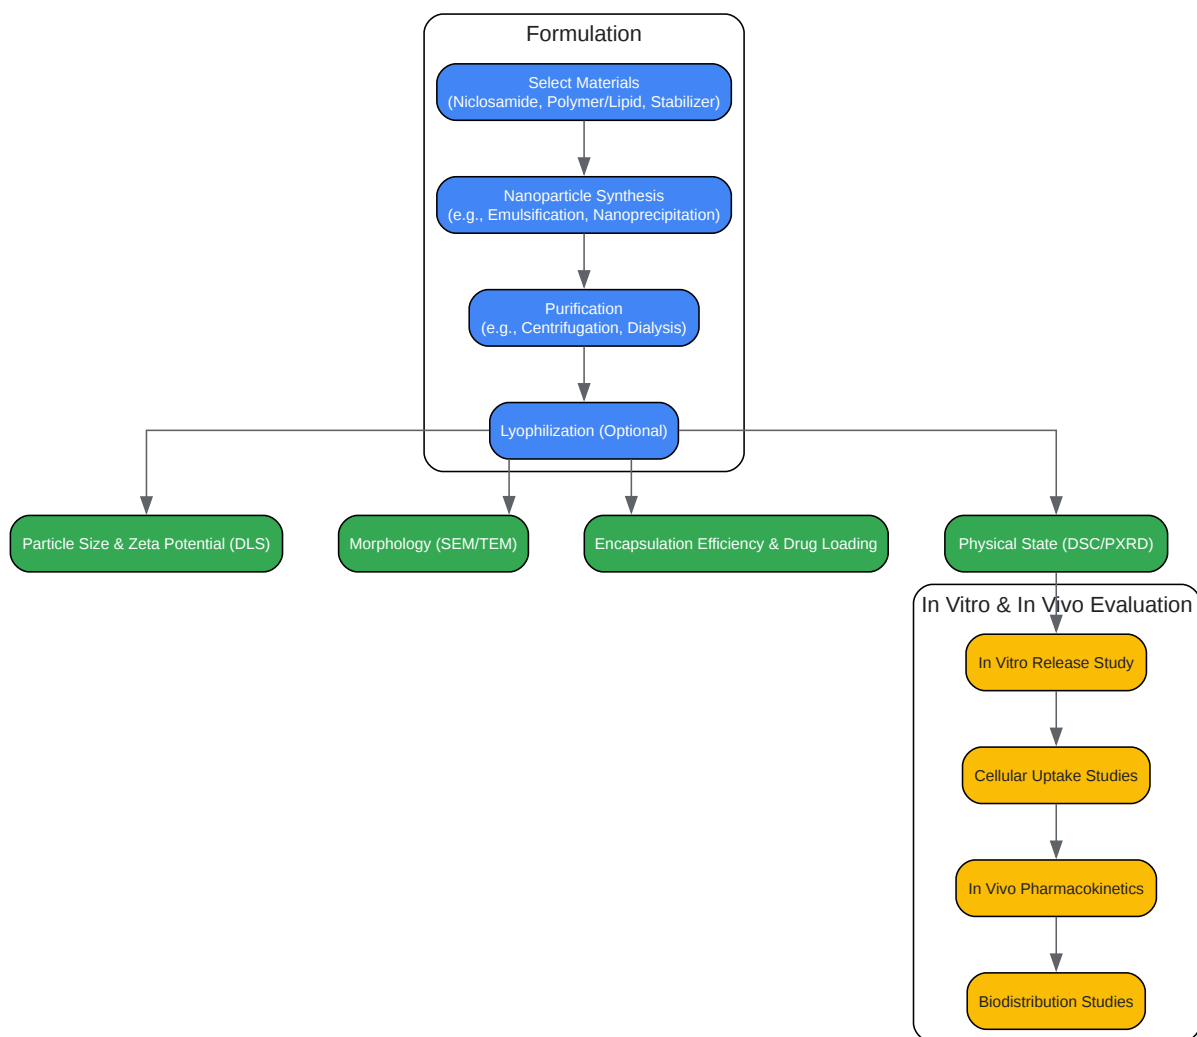 Formulation
Select Materials
(Niclosamide, Polymer/Lipid, Stabilizer)
Nanoparticle Synthesis
(e.g., Emulsification, Nanoprecipitation)
Purification
(e.g., Centrifugation, Dialysis)
Lyophilization (Optional)
Particle Size & Zeta Potential (DLS)
Morphology (SEM/TEM)
Encapsulation Efficiency & Drug Loading
Physical State (DSC/PXRD)
In Vitro & In Vivo Evaluation
In Vitro Release Study
Cellular Uptake Studies
In Vivo Pharmacokinetics
Biodistribution Studies